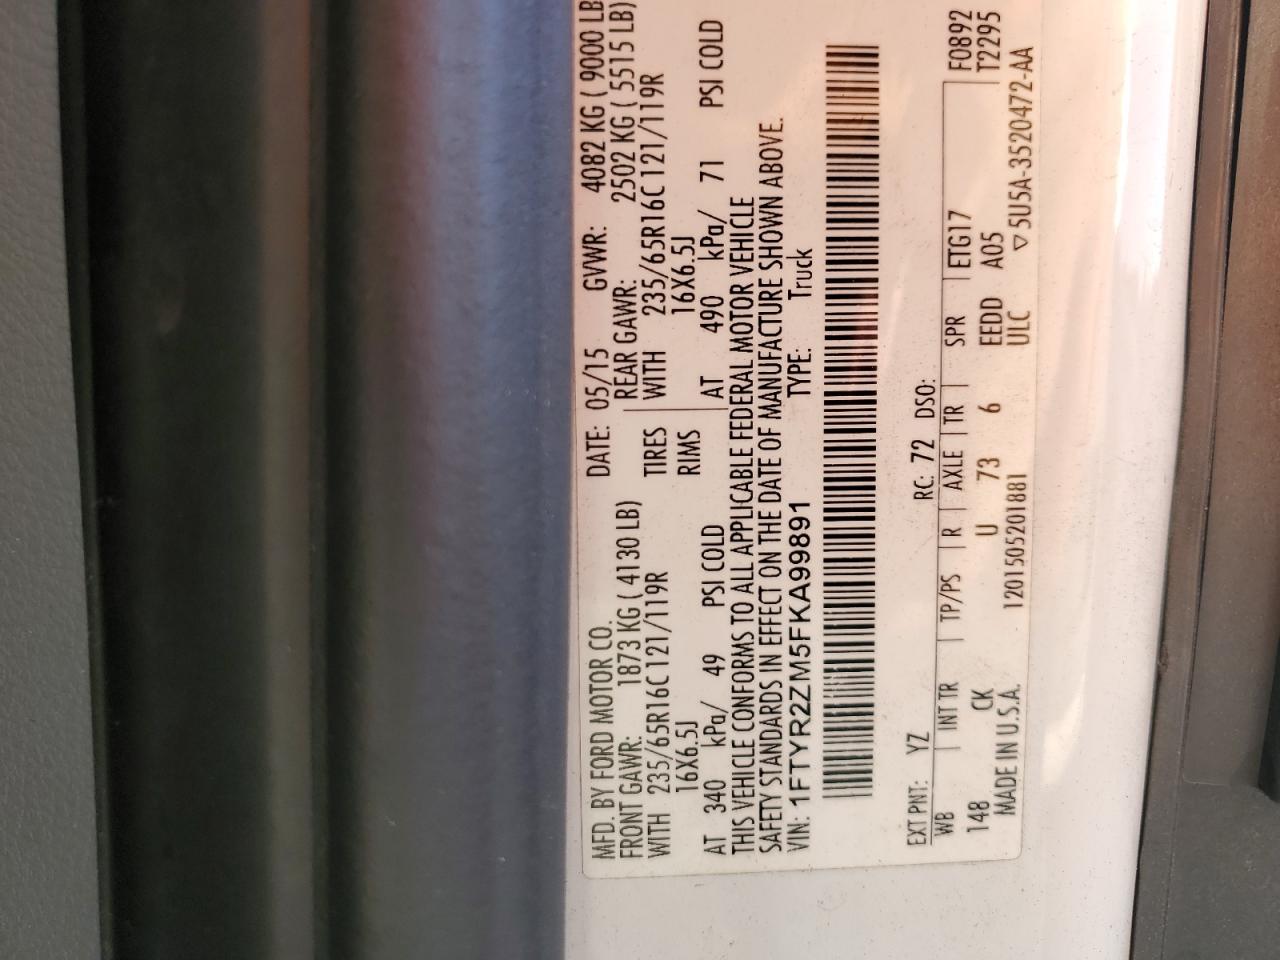 MFD. BY FORD MOTOR CO.
DATE: 05/15 GVWR: 4082 KG ( 9000 LB
FRONT GAWR: 1873 KG ( 4130 LB)
REAR GAWR: 2502 KG ( 5515 LB)
WITH 235/65R16C 121/119R TIRES
WITH 235/65R16C 121/119R
16X6.5J RIMS
16X6.5J
AT 340 kPa/ 49 PSI COLD
AT 490 kPa/ 71 PSI COLD
THIS VEHICLE CONFORMS TO ALL APPLICABLE FEDERAL MOTOR VEHICLE
SAFETY STANDARDS IN EFFECT ON THE DATE OF MANUFACTURE SHOWN ABOVE.
VIN: 1FTYR2ZM5FKA99891 TYPE: Truck
EXT PNT: YZ RC: 72 DSO: F0892
WB INT TR TP/PS R AXLE TR SPR ETG17 T2295
148 CK U 73 6 EEDD A05
MADE IN U.S.A. 1201505201881 ULC ▽ 5U5A-3520472-AA